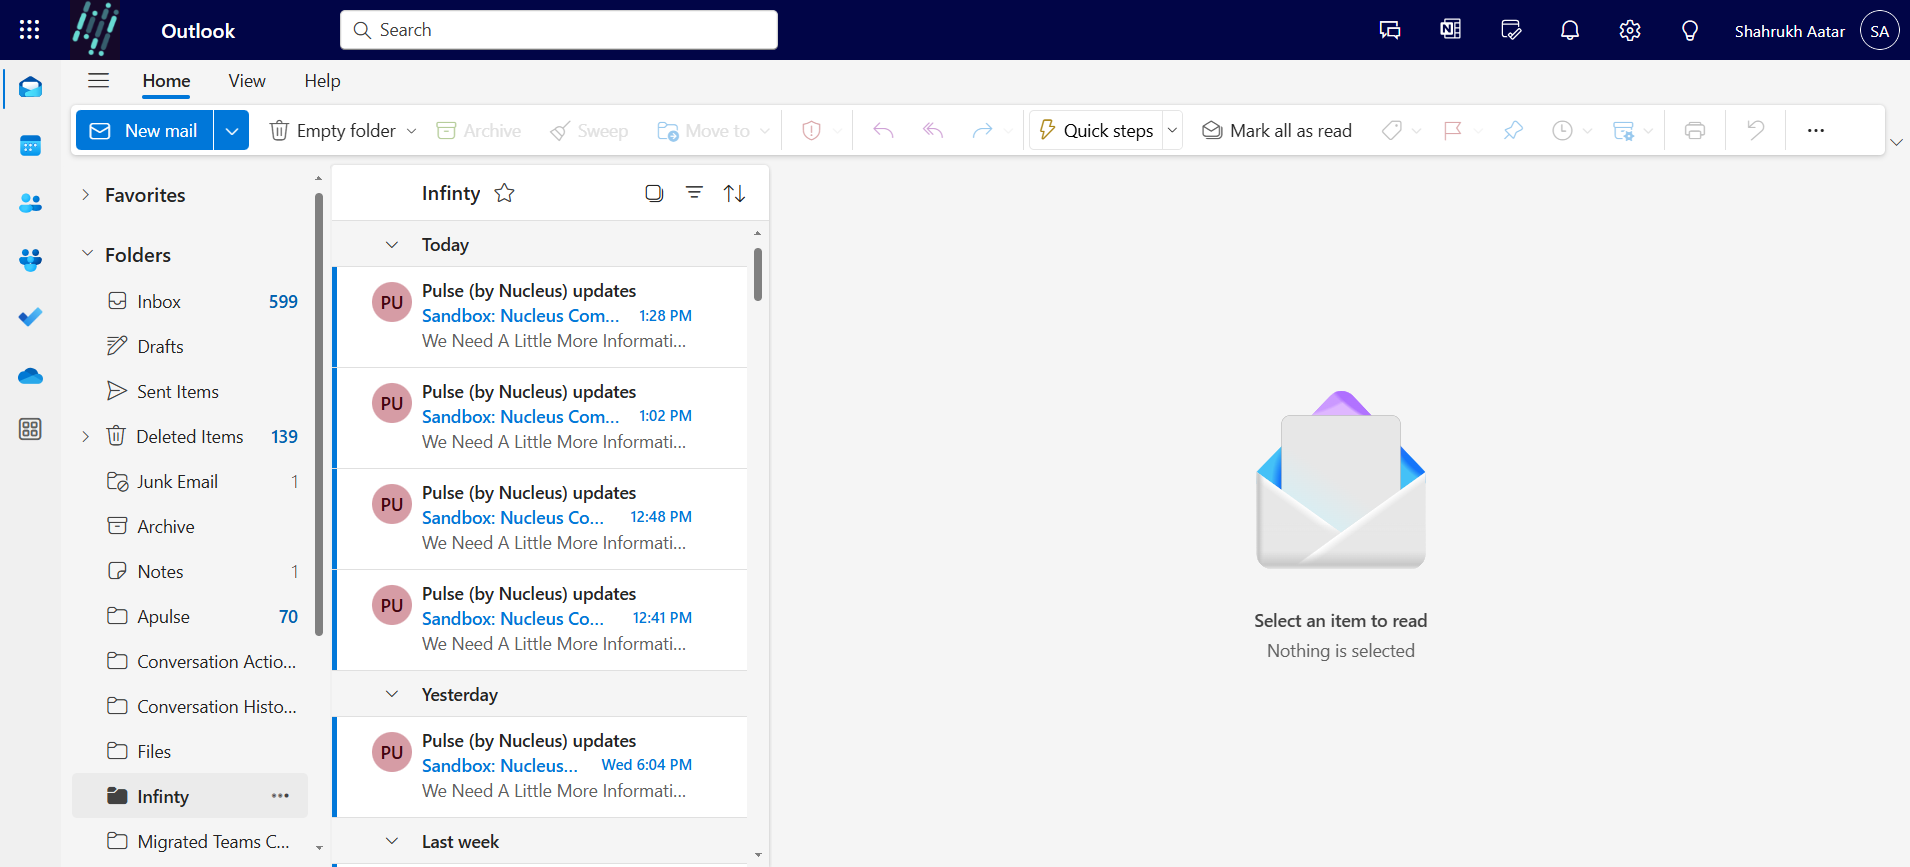 Outlook
Search
Shahrukh Aatar
SA
Home
View
Help
New mail
Empty folder
Archive
Sweep
Move to
Quick steps
Mark all as read
Favorites
Folders
Inbox 599
Drafts
Sent Items
Deleted Items 139
Junk Email 1
Archive
Notes 1
Apulse 70
Conversation Actio...
Conversation Histo...
Files
Infinty
Migrated Teams C...
Infinty
Today
PU
Pulse (by Nucleus) updates
Sandbox: Nucleus Com... 1:28 PM
We Need A Little More Informati...
PU
Pulse (by Nucleus) updates
Sandbox: Nucleus Com... 1:02 PM
We Need A Little More Informati...
PU
Pulse (by Nucleus) updates
Sandbox: Nucleus Co... 12:48 PM
We Need A Little More Informati...
PU
Pulse (by Nucleus) updates
Sandbox: Nucleus Co... 12:41 PM
We Need A Little More Informati...
Yesterday
PU
Pulse (by Nucleus) updates
Sandbox: Nucleus... Wed 6:04 PM
We Need A Little More Informati...
Last week
Select an item to read
Nothing is selected